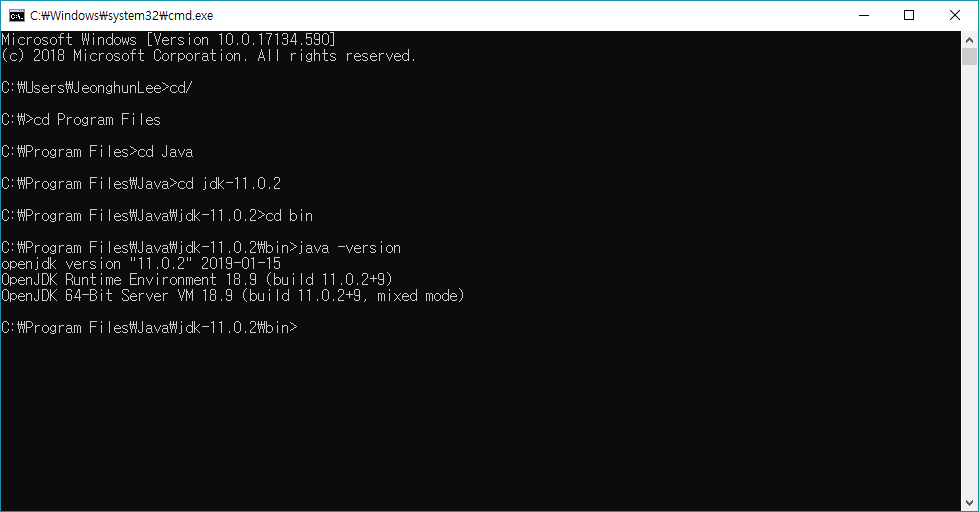 C:₩Windows₩system32₩cmd.exe
Microsoft Windows [Version 10.0.17134.590]
(c) 2018 Microsoft Corporation. All rights reserved.
C:₩Users₩JeonghunLee>cd/
C:₩>cd Program Files
C:₩Program Files>cd Java
C:₩Program Files₩Java>cd jdk-11.0.2
C:₩Program Files₩Java₩jdk-11.0.2>cd bin
C:₩Program Files₩Java₩jdk-11.0.2₩bin>java -version
openjdk version "11.0.2" 2019-01-15
OpenJDK Runtime Environment 18.9 (build 11.0.2+9)
OpenJDK 64-Bit Server VM 18.9 (build 11.0.2+9, mixed mode)
C:₩Program Files₩Java₩jdk-11.0.2₩bin>